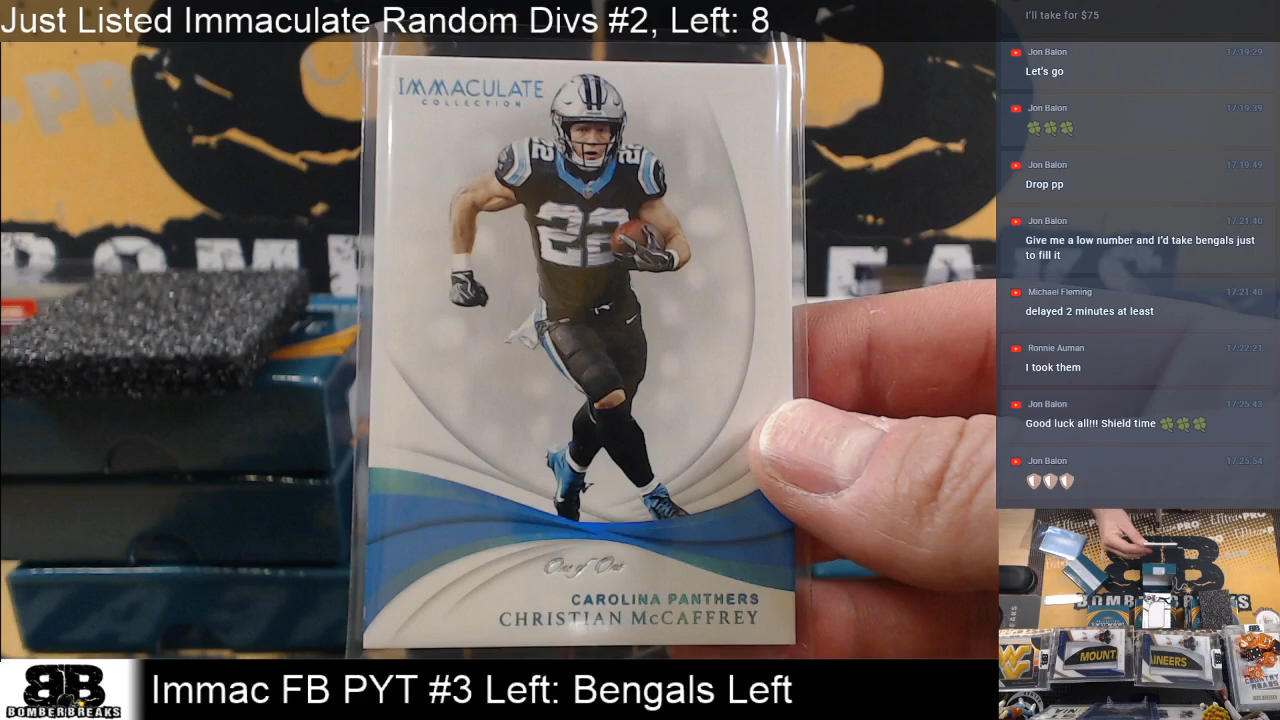 Just Listed Immaculate Random Divs #2, Left: 8
IMMACULATE
COLLECTION
22
One of One
CAROLINA PANTHERS
CHRISTIAN McCAFFREY
BB
BOMBERBREAKS
Immac FB PYT #3 Left: Bengals Left
I'll take for $75
Jon Balon 17:19:29
Let's go
Jon Balon 17:19:39
🍀🍀🍀
Jon Balon 17:19:49
Drop pp
Jon Balon 17:21:40
Give me a low number and I'd take bengals just
to fill it
Michael Fleming 17:21:40
delayed 2 minutes at least
Ronnie Auman 17:22:21
I took them
Jon Balon 17:25:43
Good luck all!!! Shield time 🍀🍀🍀
Jon Balon 17:25:54
🛡🛡🛡
MOUNT
AINEERS